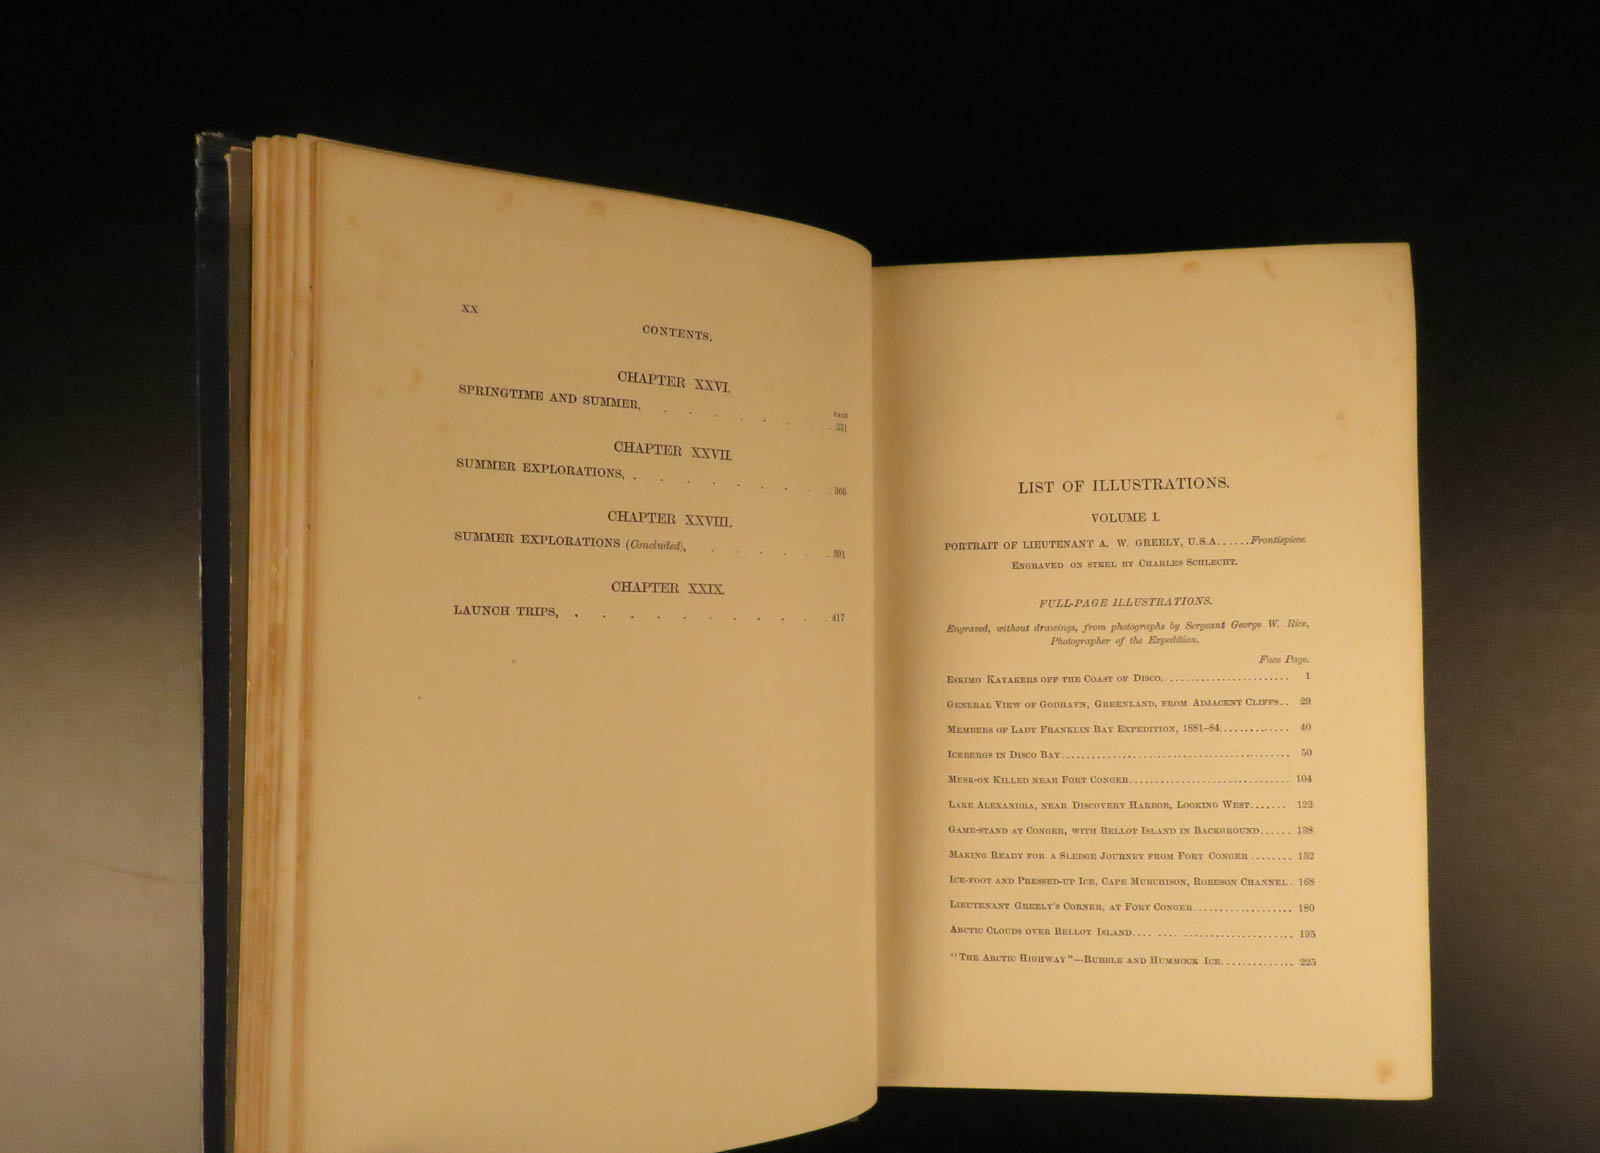 xx
CONTENTS.
CHAPTER XXVI.
PAGE
SPRINGTIME AND SUMMER, . . . . . . . . 351
CHAPTER XXVII.
SUMMER EXPLORATIONS, . . . . . . . . 366
CHAPTER XXVIII.
SUMMER EXPLORATIONS (Concluded), . . . . . . 391
CHAPTER XXIX.
LAUNCH TRIPS, . . . . . . . . . . 417
LIST OF ILLUSTRATIONS.
VOLUME I.
PORTRAIT OF LIEUTENANT A. W. GREELY, U.S.A......Frontispiece.
ENGRAVED ON STEEL BY CHARLES SCHLECHT.
FULL-PAGE ILLUSTRATIONS.
Engraved, without drawings, from photographs by Sergeant George W. Rice,
Photographer of the Expedition.
Face Page.
ESKIMO KAYAKERS OFF THE COAST OF DISCO........................ 1
GENERAL VIEW OF GODHAVN, GREENLAND, FROM ADJACENT CLIFFS.. 29
MEMBERS OF LADY FRANKLIN BAY EXPEDITION, 1881-84............. 40
ICEBERGS IN DISCO BAY............................................ 50
MUSK-OX KILLED NEAR FORT CONGER............................... 104
LAKE ALEXANDRA, NEAR DISCOVERY HARBOR, LOOKING WEST....... 122
GAME-STAND AT CONGER, WITH BELLOT ISLAND IN BACKGROUND...... 138
MAKING READY FOR A SLEDGE JOURNEY FROM FORT CONGER ........ 152
ICE-FOOT AND PRESSED-UP ICE, CAPE MURCHISON, ROBESON CHANNEL. 168
LIEUTENANT GREELY'S CORNER, AT FORT CONGER................... 180
ARCTIC CLOUDS OVER BELLOT ISLAND.... .......................... 195
"THE ARCTIC HIGHWAY"—RUBBLE AND HUMMOCK ICE.............. 225